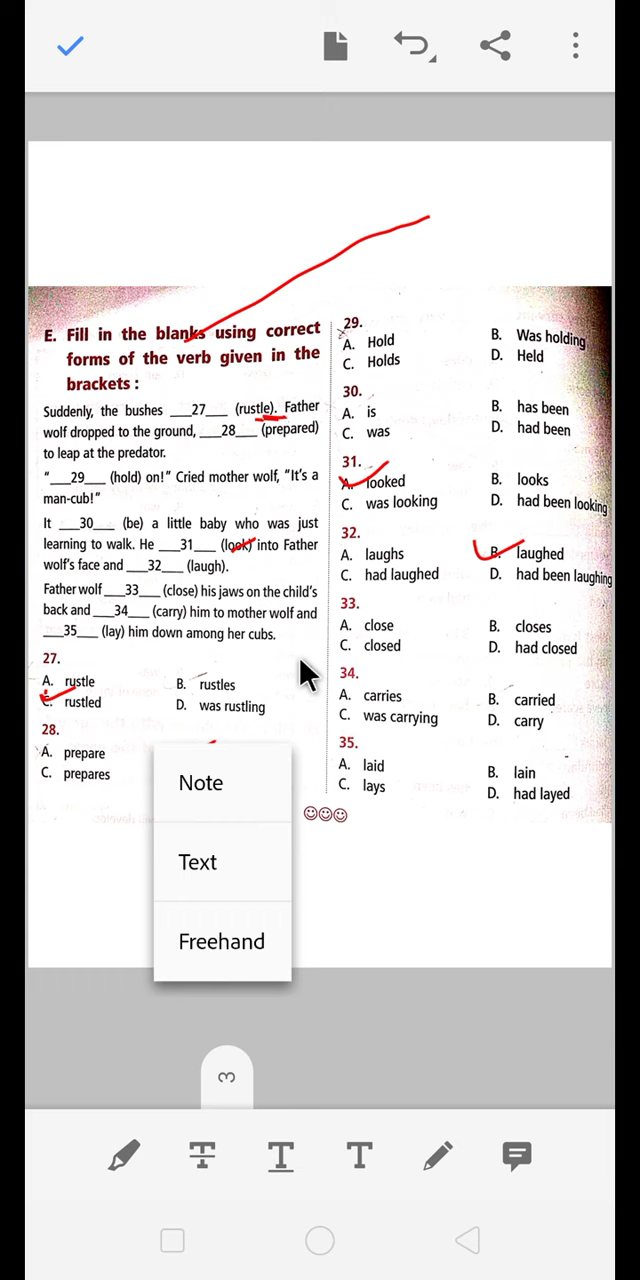 E. Fill in the blanks using correct
forms of the verb given in the
brackets :
Suddenly, the bushes ___27___ (rustle). Father
wolf dropped to the ground, ___28___ (prepared)
to leap at the predator.
"___29___ (hold) on!" Cried mother wolf, "It's a
man-cub!"
It ___30___ (be) a little baby who was just
learning to walk. He ___31___ (look) into Father
wolf's face and ___32___ (laugh).
Father wolf ___33___ (close) his jaws on the child's
back and ___34___ (carry) him to mother wolf and
___35___ (lay) him down among her cubs.
27.
A. rustle B. rustles
C. rustled D. was rustling
28.
A. prepare
C. prepares
29.
A. Hold B. Was holding
C. Holds D. Held
30.
A. is B. has been
C. was D. had been
31.
A. looked B. looks
C. was looking D. had been looking
32.
A. laughs B. laughed
C. had laughed D. had been laughing
33.
A. close B. closes
C. closed D. had closed
34.
A. carries B. carried
C. was carrying D. carry
35.
A. laid B. lain
C. lays D. had layed
Note
Text
Freehand
3